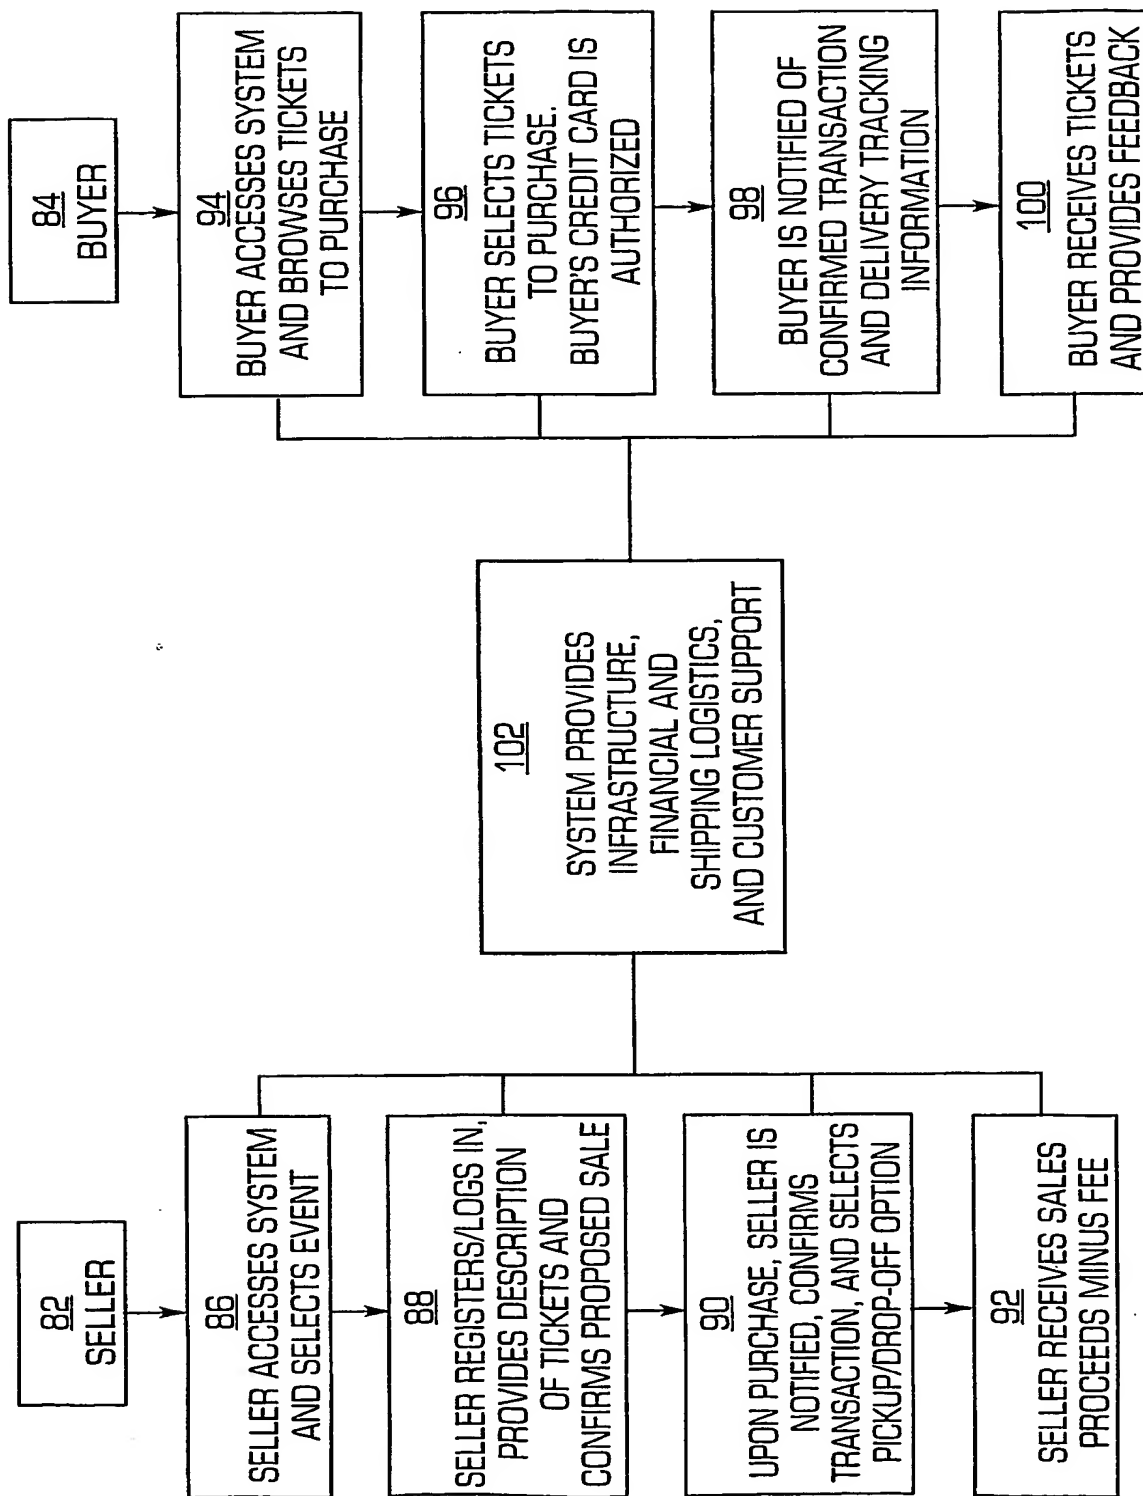 82
SELLER
86
SELLER ACCESSES SYSTEM
AND SELECTS EVENT
88
SELLER REGISTERS/LOGS IN,
PROVIDES DESCRIPTION
OF TICKETS AND
CONFIRMS PROPOSED SALE
90
UPON PURCHASE, SELLER IS
NOTIFIED, CONFIRMS
TRANSACTION, AND SELECTS
PICKUP/DROP-OFF OPTION
92
SELLER RECEIVES SALES
PROCEEDS MINUS FEE
102
SYSTEM PROVIDES
INFRASTRUCTURE,
FINANCIAL AND
SHIPPING LOGISTICS,
AND CUSTOMER SUPPORT
84
BUYER
94
BUYER ACCESSES SYSTEM
AND BROWSES TICKETS
TO PURCHASE
96
BUYER SELECTS TICKETS
TO PURCHASE.
BUYER'S CREDIT CARD IS
AUTHORIZED
98
BUYER IS NOTIFIED OF
CONFIRMED TRANSACTION
AND DELIVERY TRACKING
INFORMATION
100
BUYER RECEIVES TICKETS
AND PROVIDES FEEDBACK